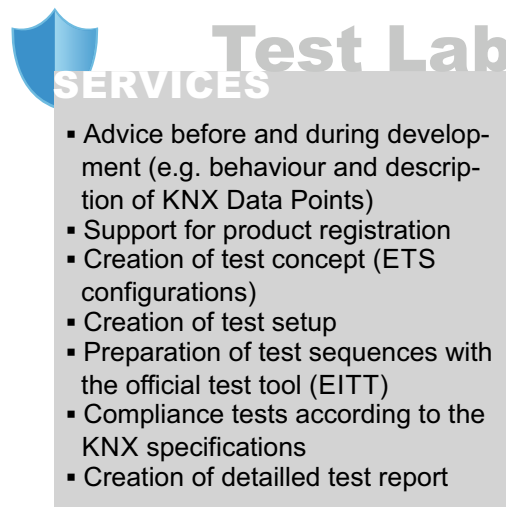 Test Lab
SERVICES
▪ Advice before and during develop-
ment (e.g. behaviour and descrip-
tion of KNX Data Points)
▪ Support for product registration
▪ Creation of test concept (ETS
configurations)
▪ Creation of test setup
▪ Preparation of test sequences with
the official test tool (EITT)
▪ Compliance tests according to the
KNX specifications
▪ Creation of detailled test report